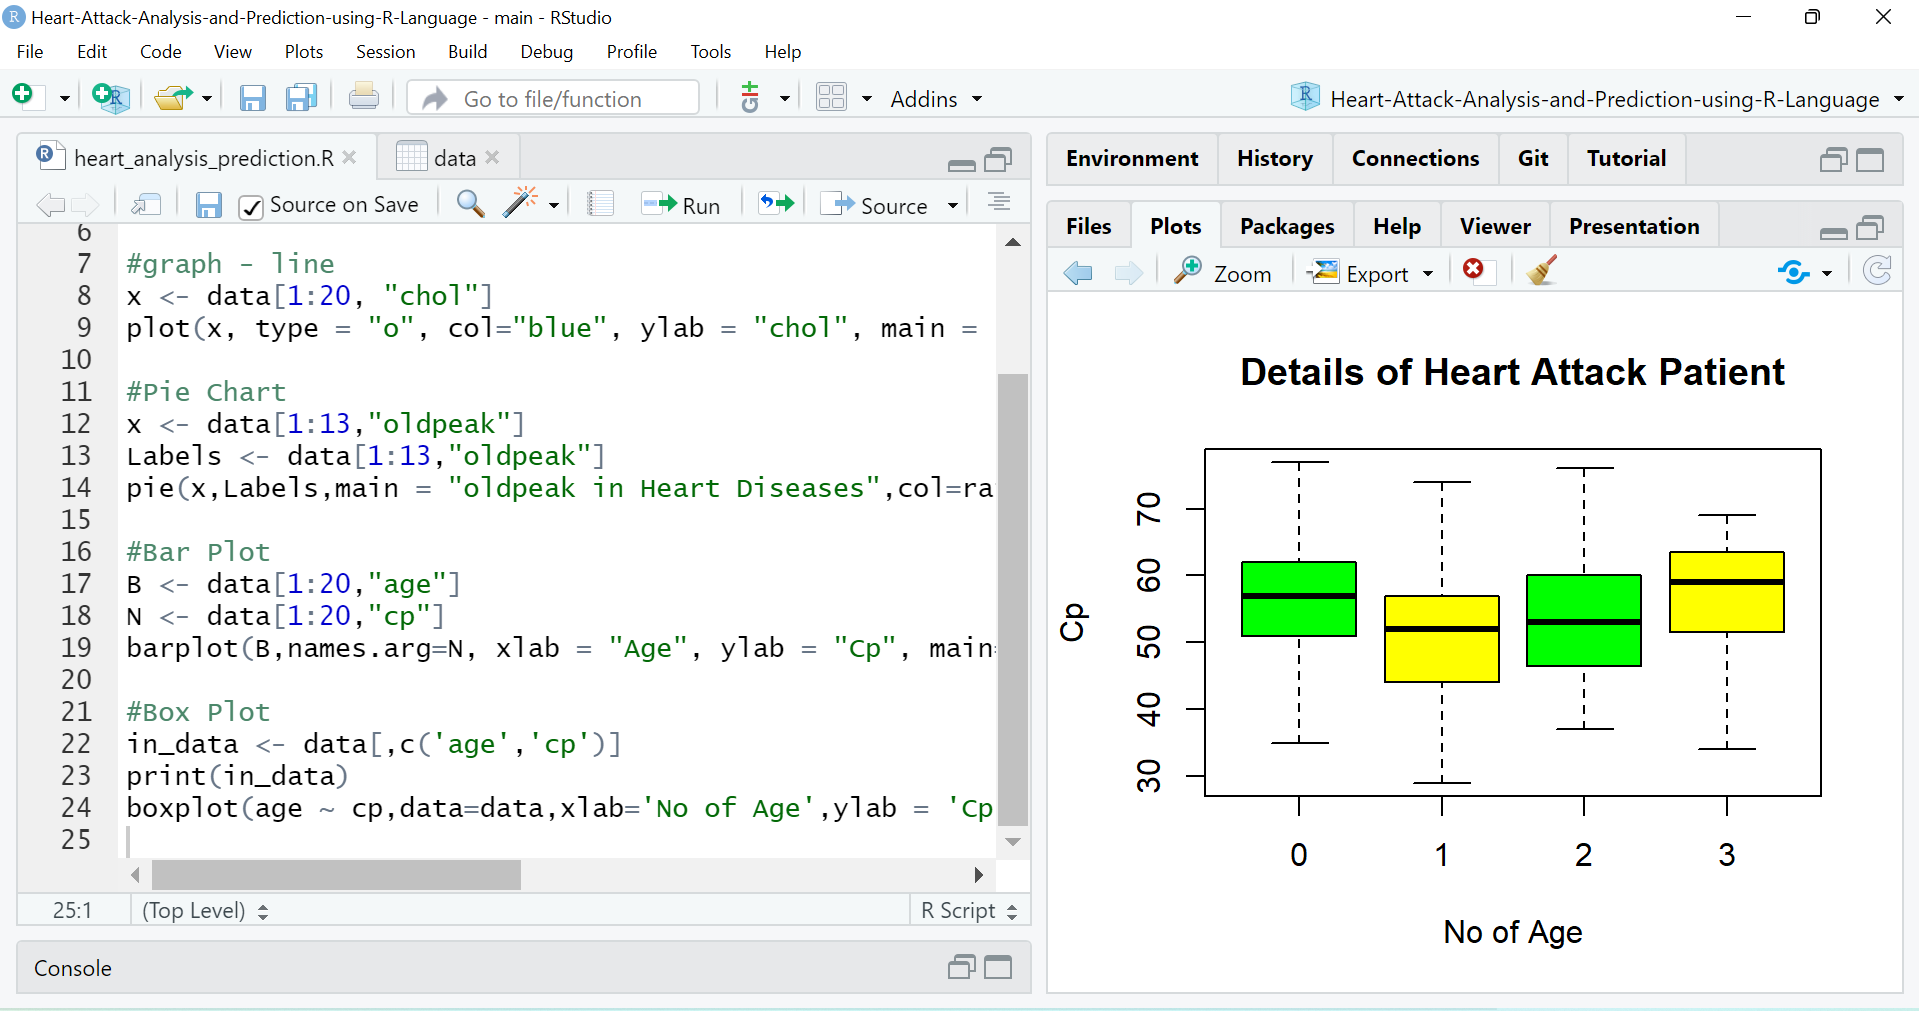 R Heart-Attack-Analysis-and-Prediction-using-R-Language - main - RStudio
File Edit Code View Plots Session Build Debug Profile Tools Help
Go to file/function Addins R Heart-Attack-Analysis-and-Prediction-using-R-Language
R heart_analysis_prediction.R data
Source on Save Run Source
6
7 #graph - line
8 x <- data[1:20, "chol"]
9 plot(x, type = "o", col="blue", ylab = "chol", main =
10
11 #Pie Chart
12 x <- data[1:13,"oldpeak"]
13 Labels <- data[1:13,"oldpeak"]
14 pie(x,Labels,main = "oldpeak in Heart Diseases",col=ra
15
16 #Bar Plot
17 B <- data[1:20,"age"]
18 N <- data[1:20,"cp"]
19 barplot(B,names.arg=N, xlab = "Age", ylab = "Cp", main
20
21 #Box Plot
22 in_data <- data[,c('age','cp')]
23 print(in_data)
24 boxplot(age ~ cp,data=data,xlab='No of Age',ylab = 'Cp
25
25:1 (Top Level) R Script
Console
Environment History Connections Git Tutorial
Files Plots Packages Help Viewer Presentation
Zoom Export
Details of Heart Attack Patient
70
60
50
40
30
Cp
0 1 2 3
No of Age